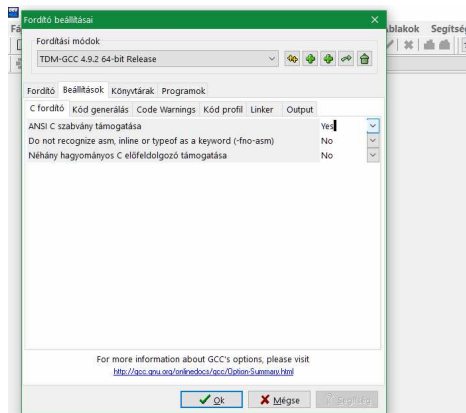 Fordító beállításai
Fá
blakok Segítség
Fordítási módok
TDM-GCC 4.9.2 64-bit Release
Fordító Beállítások Könyvtárak Programok
C fordító Kód generálás Code Warnings Kód profil Linker Output
ANSI C szabvány támogatása Yes
Do not recognize asm, inline or typeof as a keyword (-fno-asm) No
Néhány hagyományos C előfeldolgozó támogatása No
For more information about GCC's options, please visit
http://gcc.gnu.org/onlinedocs/gcc/Option-Summary.html
Ok Mégse Segítség